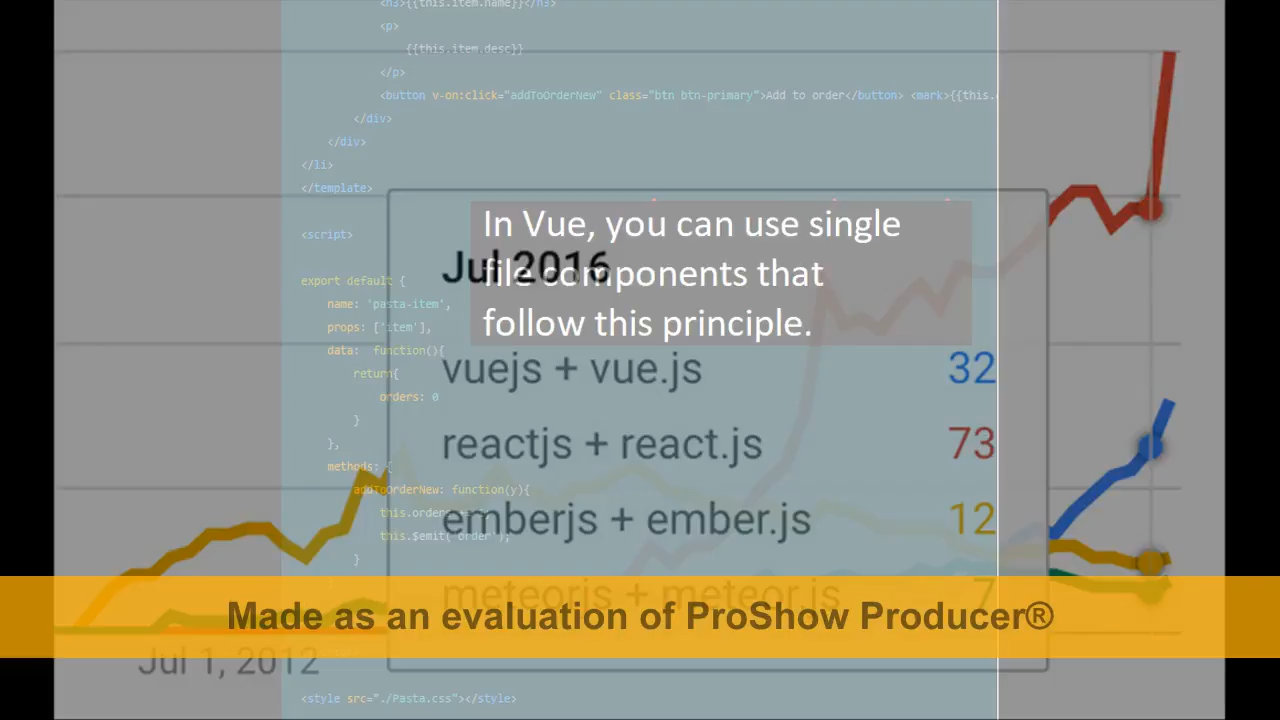 <h3>{{this.item.name}}</h3>
<p>
{{this.item.desc}}
</p>
<button v-on:click="addToOrderNew" class="btn btn-primary">Add to order</button> <mark>{{this.
</div>
</div>
</li>
</template>
<script>
export default {
name: 'pasta-item',
props: ['item'],
data: function(){
return{
orders: 0
}
},
methods: {
addToOrderNew: function(y){
this.orders
this.$emit('order');
}
<style src="./Pasta.css"></style>
In Vue, you can use single
file components that
follow this principle.
Jul 2016
vuejs + vue.js 32
reactjs + react.js 73
emberjs + ember.js 12
meteorjs + meteor.js 7
Made as an evaluation of ProShow Producer®
Jul 1, 2012